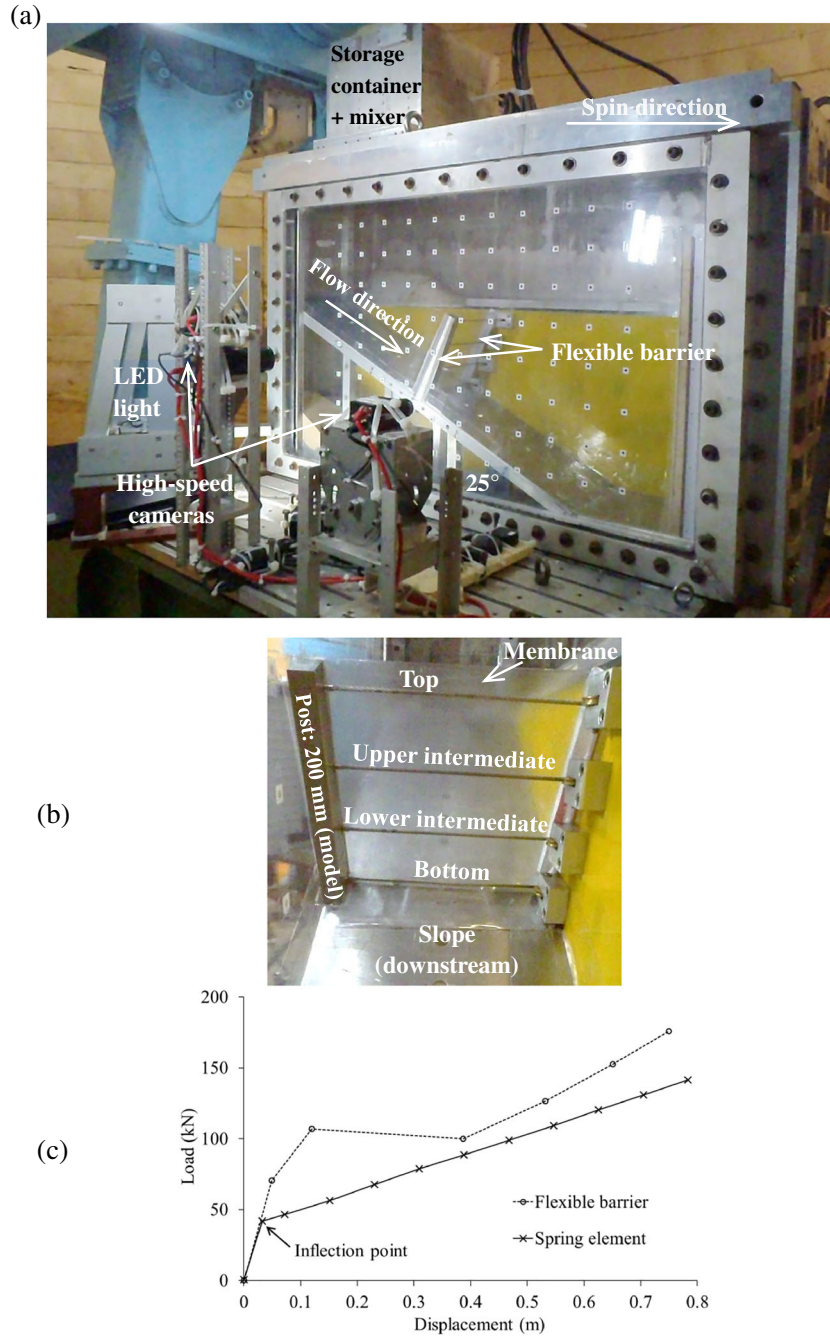 (a)
Storage
container
+ mixer
Spin direction
Flow direction
Flexible barrier
LED
light
High-speed
cameras
25°
(b)
Membrane
Top
Post: 200 mm (model)
Upper intermediate
Lower intermediate
Bottom
Slope
(downstream)
(c)
200
150
100
50
0
Load (kN)
Inflection point
Flexible barrier
Spring element
0 0.1 0.2 0.3 0.4 0.5 0.6 0.7 0.8
Displacement (m)